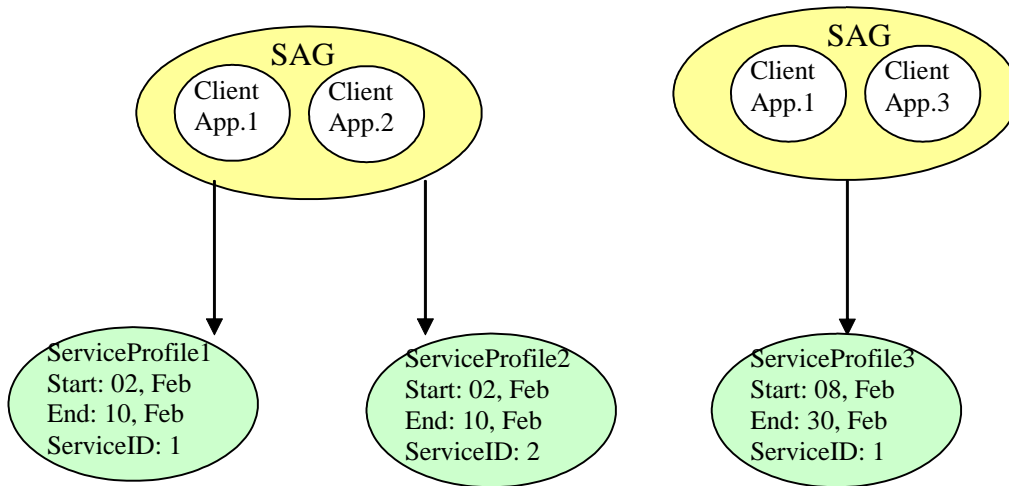 SAG
Client
App.1
Client
App.2
SAG
Client
App.1
Client
App.3
ServiceProfile1
Start: 02, Feb
End: 10, Feb
ServiceID: 1
ServiceProfile2
Start: 02, Feb
End: 10, Feb
ServiceID: 2
ServiceProfile3
Start: 08, Feb
End: 30, Feb
ServiceID: 1